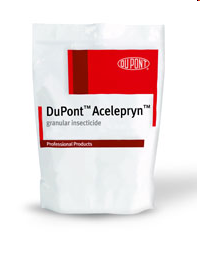 DUPONT
DuPont™ Acelepryn™
granular insecticide
Professional Products